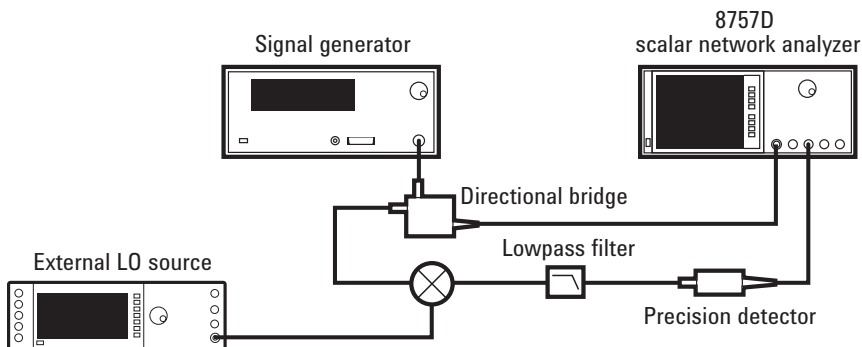 8757D
scalar network analyzer
Signal generator
Directional bridge
Lowpass filter
External LO source
Precision detector